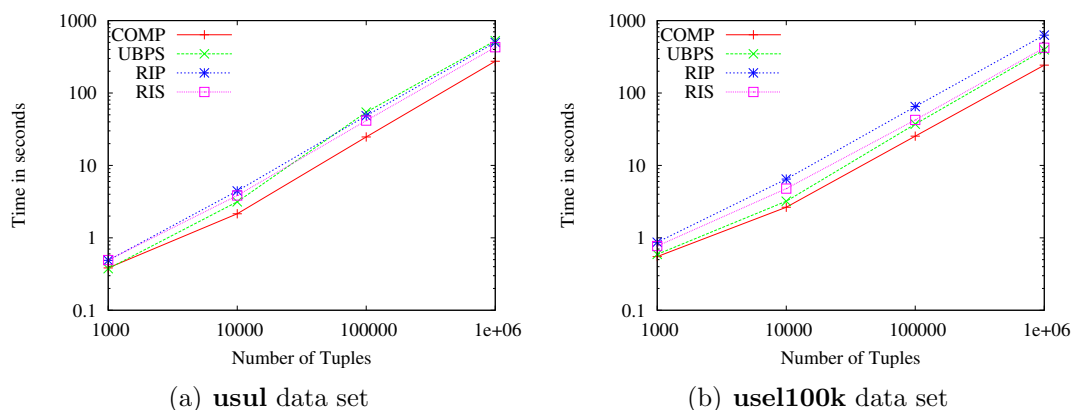 1000
100
10
1
0.1
Time in seconds
COMP
UBPS
RIP
RIS
1000
10000
100000
1e+06
Number of Tuples
(a) usul data set
1000
100
10
1
0.1
Time in seconds
COMP
UBPS
RIP
RIS
1000
10000
100000
1e+06
Number of Tuples
(b) usel100k data set